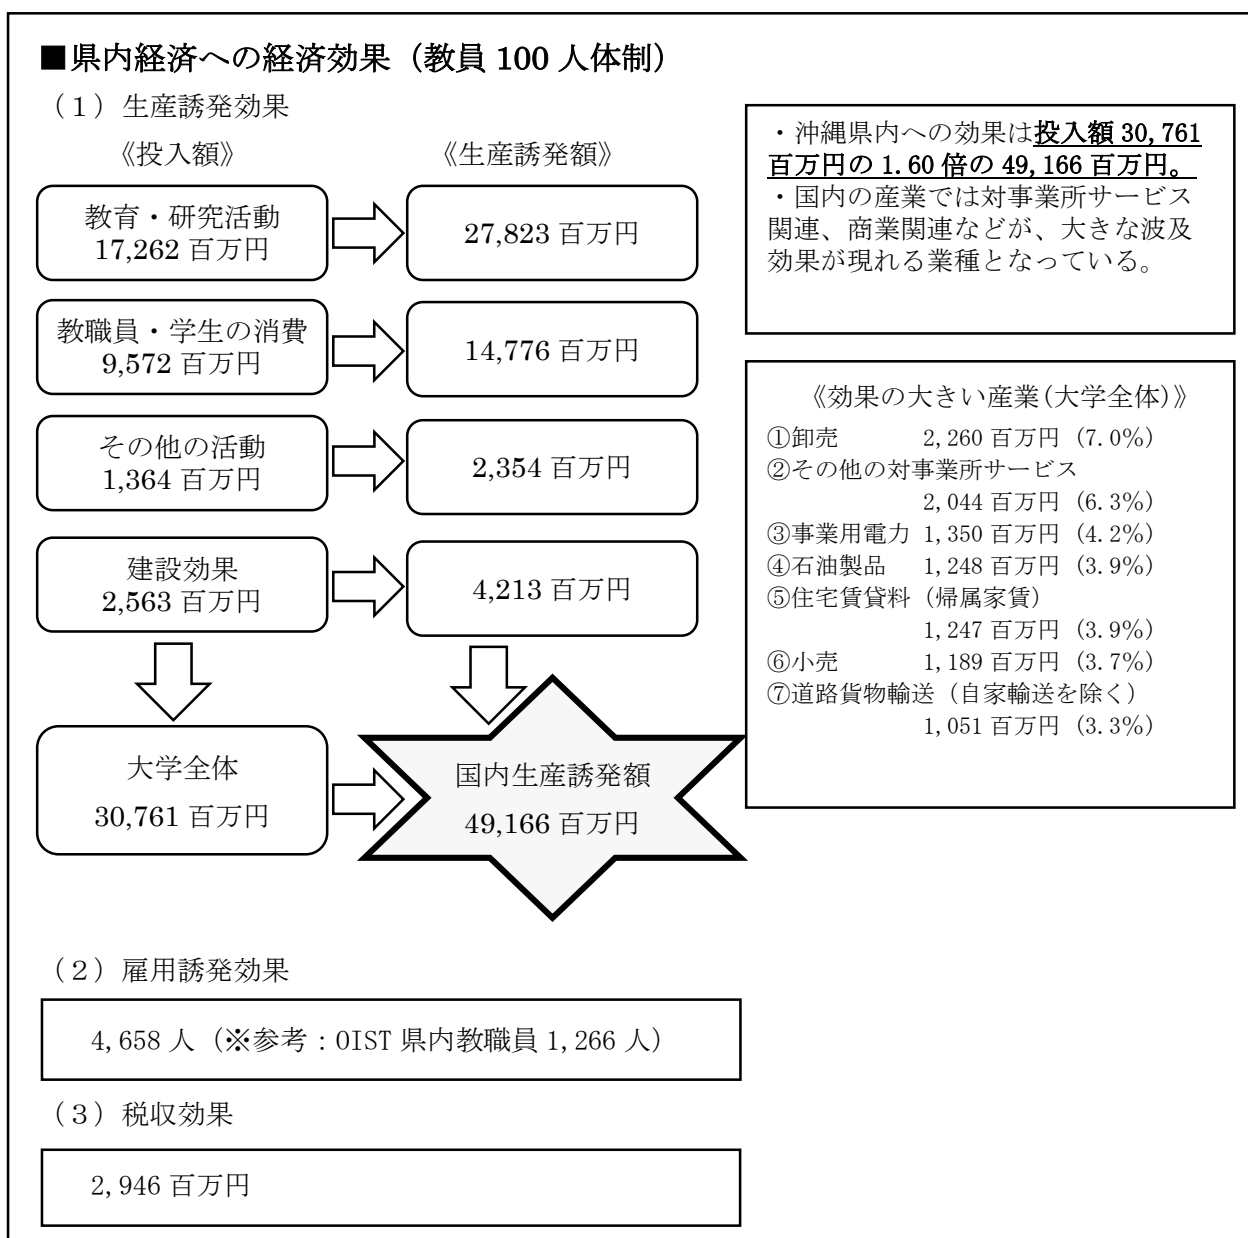 ■県内経済への経済効果（教員 100 人体制）
（１）生産誘発効果
《投入額》
《生産誘発額》
教育・研究活動
17,262 百万円
27,823 百万円
教職員・学生の消費
9,572 百万円
14,776 百万円
その他の活動
1,364 百万円
2,354 百万円
建設効果
2,563 百万円
4,213 百万円
大学全体
30,761 百万円
国内生産誘発額
49,166 百万円
・沖縄県内への効果は投入額 30,761
百万円の 1.60 倍の 49,166 百万円。
・国内の産業では対事業所サービス
関連、商業関連などが、大きな波及
効果が現れる業種となっている。
《効果の大きい産業(大学全体)》
①卸売 2,260 百万円（7.0%）
②その他の対事業所サービス
2,044 百万円（6.3%）
③事業用電力 1,350 百万円（4.2%）
④石油製品 1,248 百万円（3.9%）
⑤住宅賃貸料（帰属家賃）
1,247 百万円（3.9%）
⑥小売 1,189 百万円（3.7%）
⑦道路貨物輸送（自家輸送を除く）
1,051 百万円（3.3%）
（２）雇用誘発効果
4,658 人（※参考：OIST 県内教職員 1,266 人）
（３）税収効果
2,946 百万円